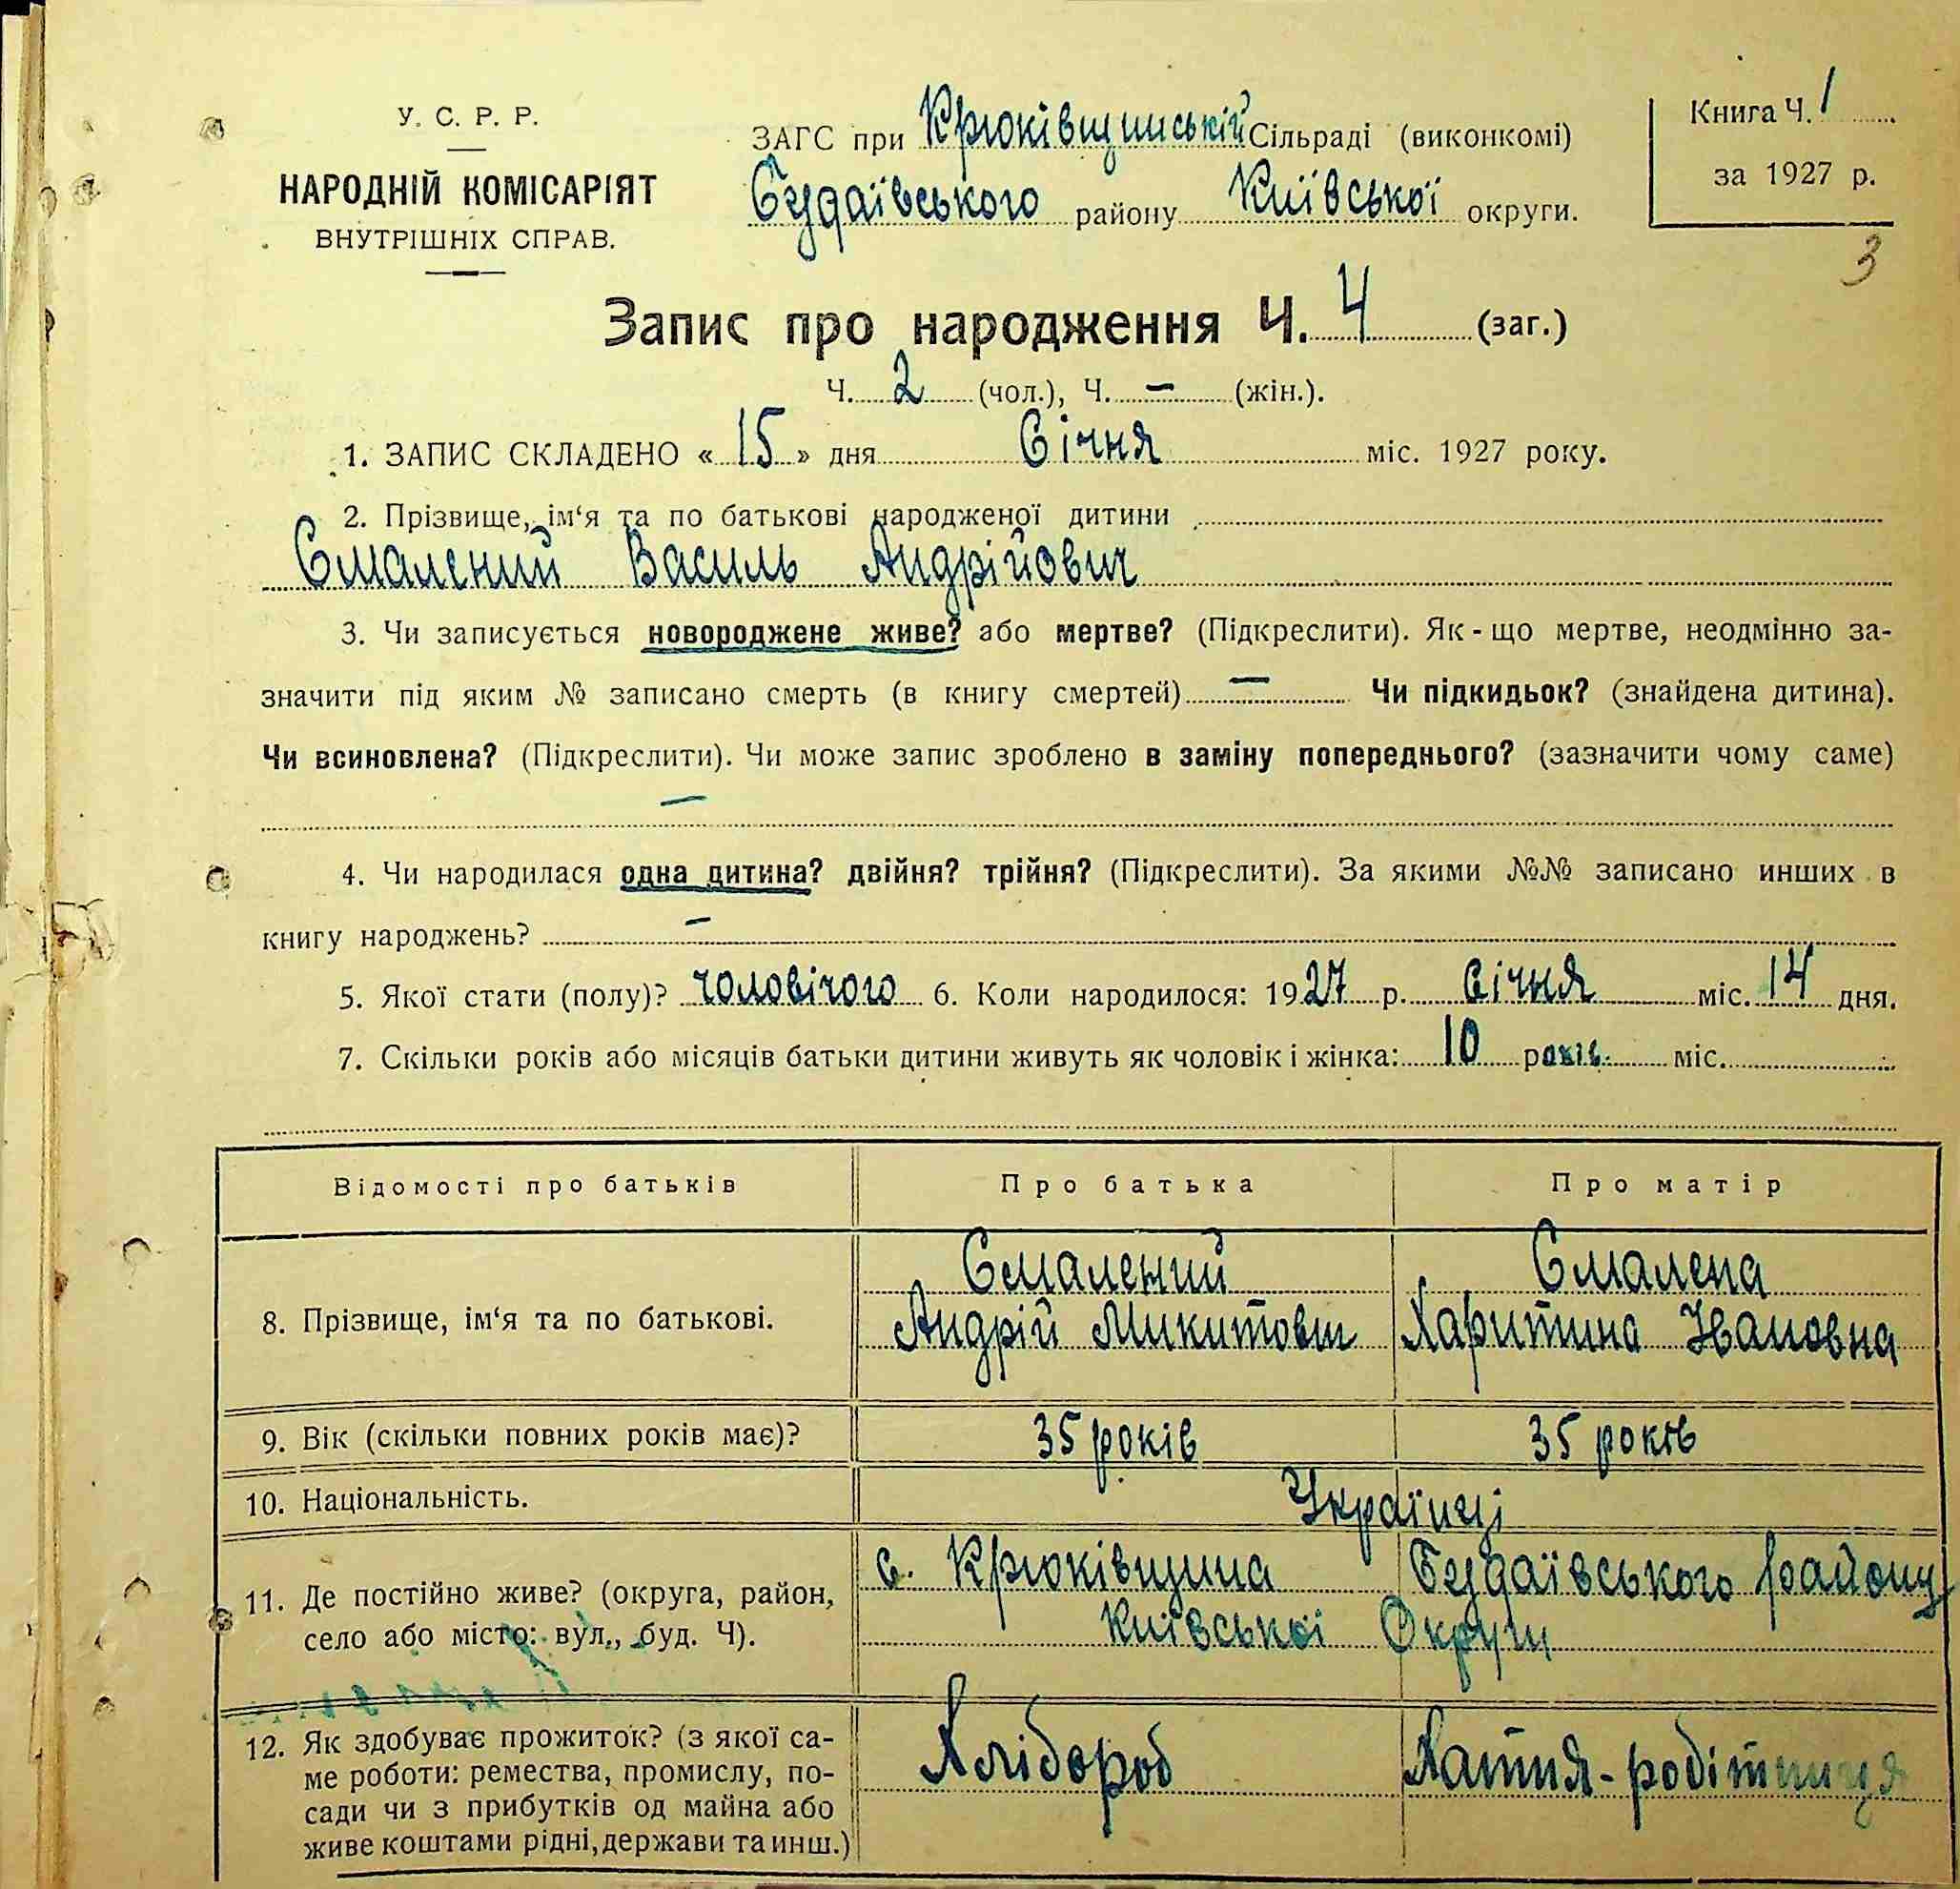 У. С. Р. Р.
НАРОДНІЙ КОМІСАРІЯТ
ВНУТРІШНІХ СПРАВ.
ЗАГС при Крюківщинській Сільраді (виконкомі)
Будаївського району Київської округи.
Книга Ч. 1
за 1927 р.
3
Запис про народження Ч. 4 (заг.)
Ч. 2 (чол.), Ч. — (жін.).
1. ЗАПИС СКЛАДЕНО « 15 » дня Січня міс. 1927 року.
2. Прізвище, ім‘я та по батькові народженої дитини
Смалений Василь Андрійович
3. Чи записується новороджене живе? або мертве? (Підкреслити). Як-що мертве, неодмінно за-
значити під яким № записано смерть (в книгу смертей) — Чи підкидьок? (знайдена дитина).
Чи всиновлена? (Підкреслити). Чи може запис зроблено в заміну попереднього? (зазначити чому саме)
—
4. Чи народилася одна дитина? двійня? трійня? (Підкреслити). За якими №№ записано инших в
книгу народжень? —
5. Якої стати (полу)? чоловічого 6. Коли народилося: 1927 р. Січня міс. 14 дня.
7. Скільки років або місяців батьки дитини живуть як чоловік і жінка: 10 років міс.
Відомості про батьків Про батька Про матір
8. Прізвище, ім‘я та по батькові.
Смалений
Андрій Микитович
Смалена
Харитина Івановна
9. Вік (скільки повних років має)? 35 років 35 років
10. Національність. Українці
11. Де постійно живе? (округа, район,
село або місто: вул., буд. Ч).
с. Крюківщина Будаївського району
Київської Округи
12. Як здобуває прожиток? (з якої са-
ме роботи: ремества, промислу, по-
сади чи з прибутків од майна або
живе коштами рідні, держави та инш.)
Хлібороб
Хатня-робітниця